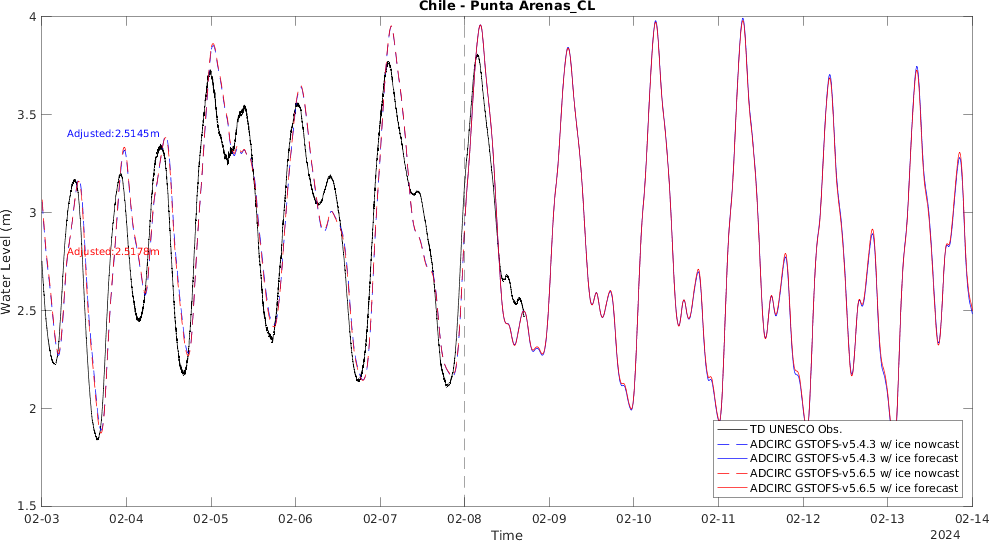 Chile - Punta Arenas_CL
4
3.5
3
2.5
2
1.5
Water Level (m)
Adjusted:2.5145m
Adjusted:2.5178m
TD UNESCO Obs.
ADCIRC GSTOFS-v5.4.3 w/ ice nowcast
ADCIRC GSTOFS-v5.4.3 w/ ice forecast
ADCIRC GSTOFS-v5.6.5 w/ ice nowcast
ADCIRC GSTOFS-v5.6.5 w/ ice forecast
02-03 02-04 02-05 02-06 02-07 02-08 02-09 02-10 02-11 02-12 02-13 02-14
Time
2024